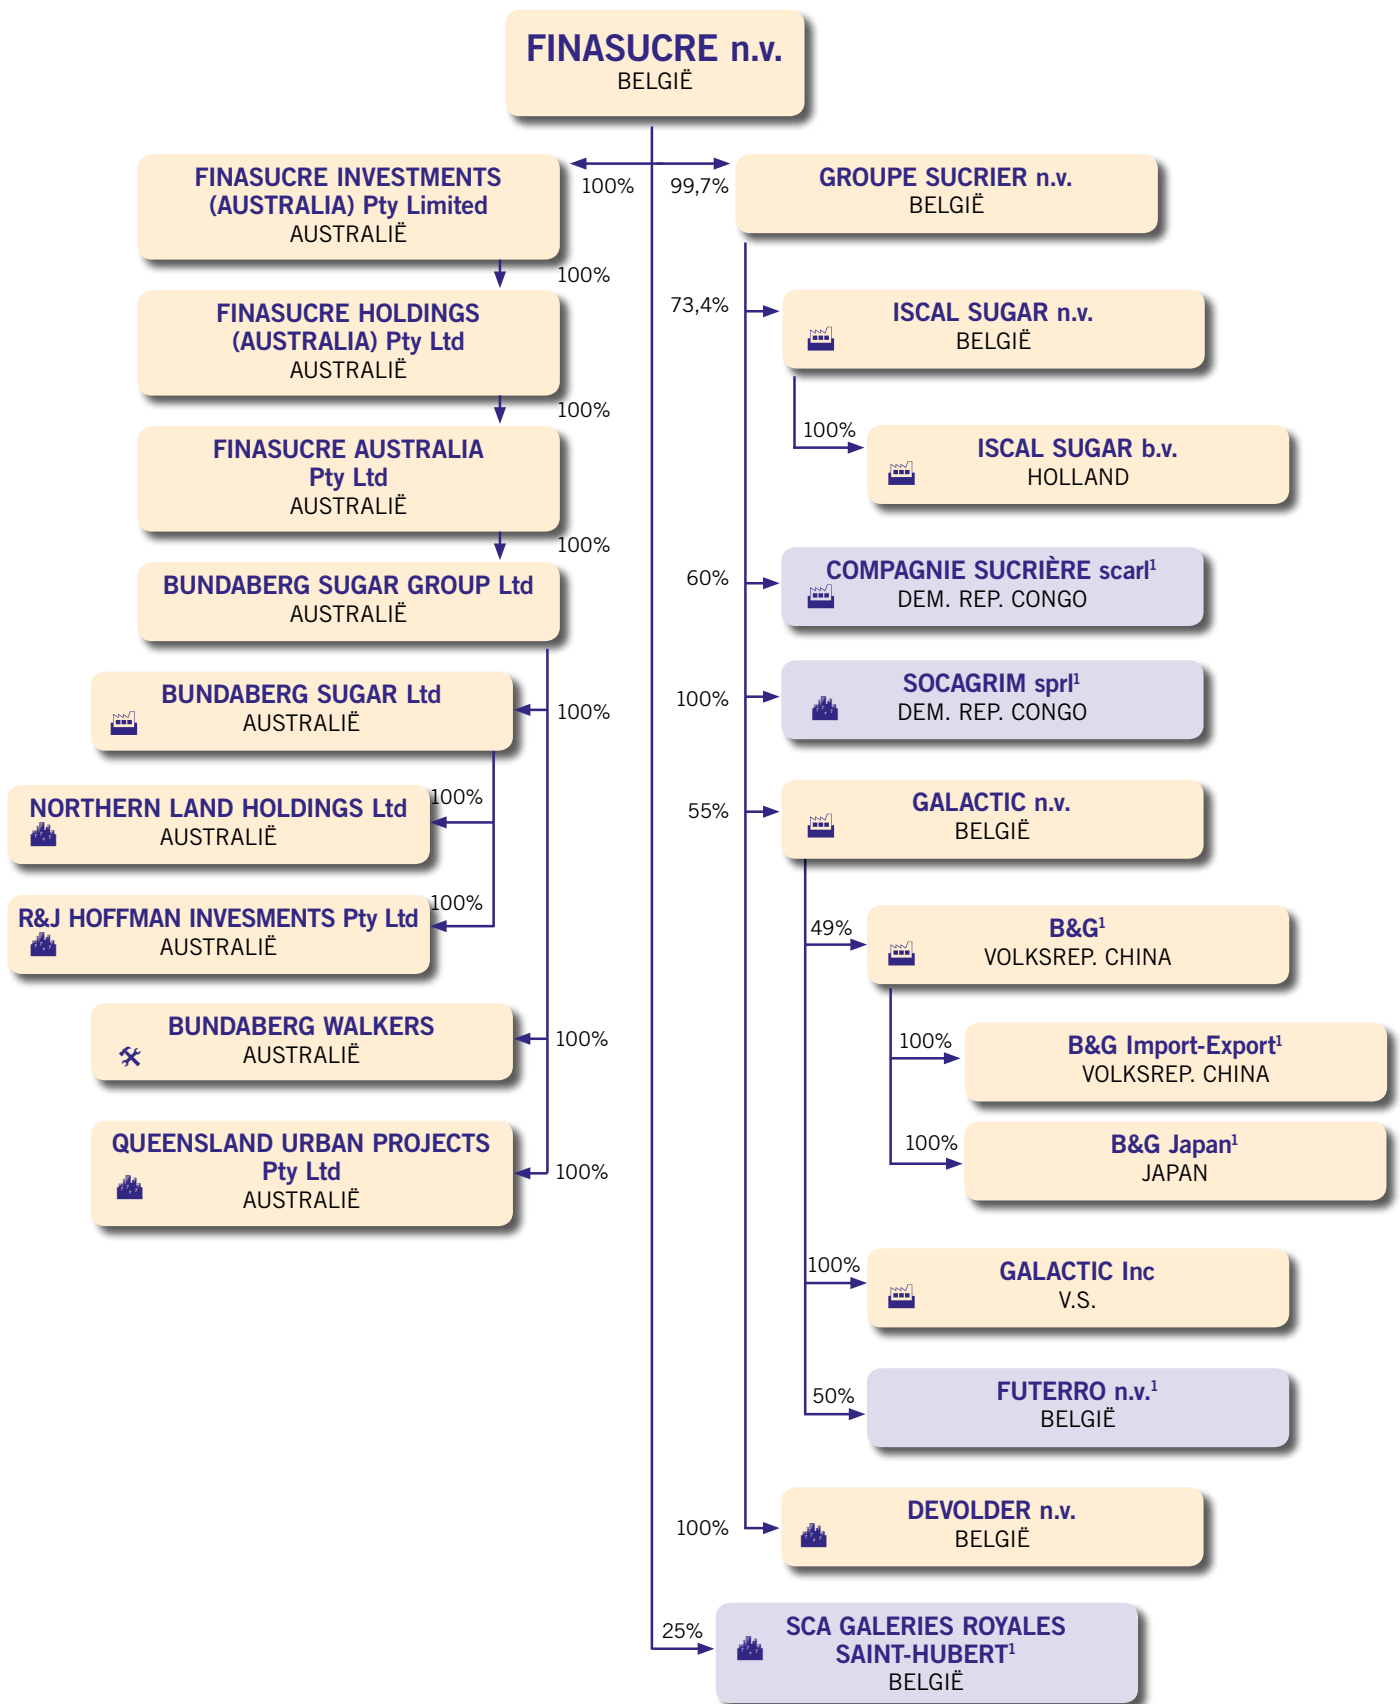 FINASUCRE n.v.
BELGIË
FINASUCRE INVESTMENTS
(AUSTRALIA) Pty Limited
AUSTRALIË
100%
99,7%
GROUPE SUCRIER n.v.
BELGIË
100%
FINASUCRE HOLDINGS
(AUSTRALIA) Pty Ltd
AUSTRALIË
100%
FINASUCRE AUSTRALIA
Pty Ltd
AUSTRALIË
100%
BUNDABERG SUGAR GROUP Ltd
AUSTRALIË
BUNDABERG SUGAR Ltd
AUSTRALIË
100%
NORTHERN LAND HOLDINGS Ltd
AUSTRALIË
100%
R&J HOFFMAN INVESMENTS Pty Ltd
AUSTRALIË
100%
BUNDABERG WALKERS
AUSTRALIË
100%
QUEENSLAND URBAN PROJECTS
Pty Ltd
AUSTRALIË
100%
73,4%
ISCAL SUGAR n.v.
BELGIË
100%
ISCAL SUGAR b.v.
HOLLAND
60%
COMPAGNIE SUCRIÈRE scarl¹
DEM. REP. CONGO
100%
SOCAGRIM sprl¹
DEM. REP. CONGO
55%
GALACTIC n.v.
BELGIË
49%
B&G¹
VOLKSREP. CHINA
100%
B&G Import-Export¹
VOLKSREP. CHINA
100%
B&G Japan¹
JAPAN
100%
GALACTIC Inc
V.S.
50%
FUTERRO n.v.¹
BELGIË
100%
DEVOLDER n.v.
BELGIË
25%
SCA GALERIES ROYALES
SAINT-HUBERT¹
BELGIË